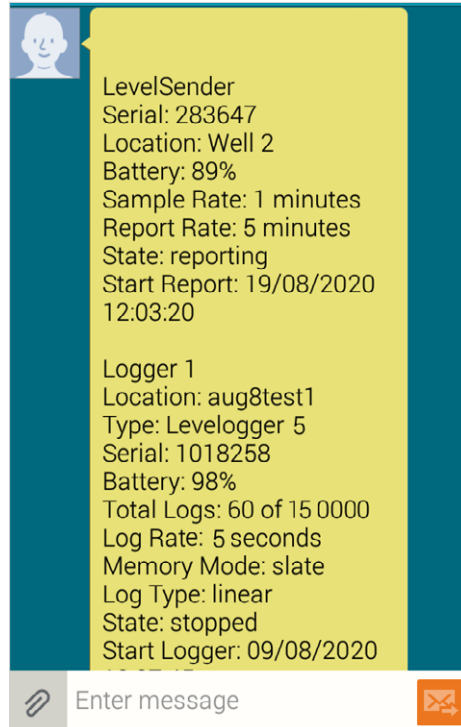 LevelSender
Serial: 283647
Location: Well 2
Battery: 89%
Sample Rate: 1 minutes
Report Rate: 5 minutes
State: reporting
Start Report: 19/08/2020
12:03:20
Logger 1
Location: aug8test1
Type: Levelogger 5
Serial: 1018258
Battery: 98%
Total Logs: 60 of 15 0000
Log Rate: 5 seconds
Memory Mode: slate
Log Type: linear
State: stopped
Start Logger: 09/08/2020
Enter message